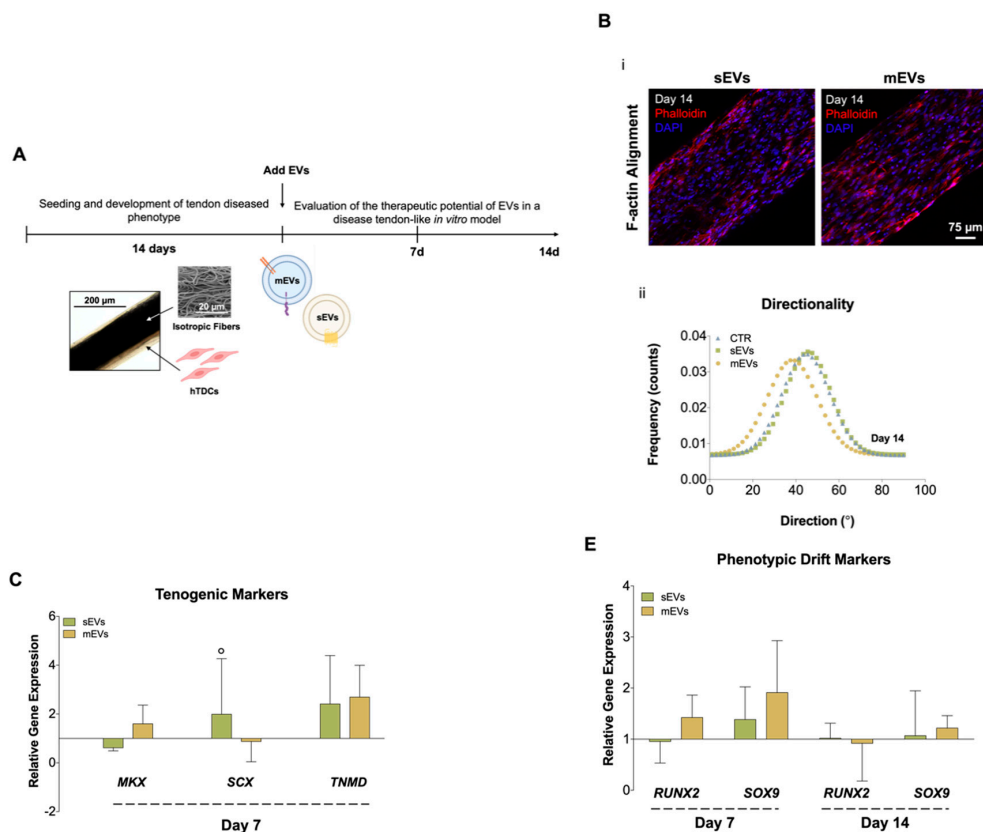 A
Add EVs
Seeding and development of tendon diseased
phenotype
Evaluation of the therapeutic potential of EVs in a
disease tendon-like in vitro model
14 days
7d
14d
200 µm
20 µm
Isotropic Fibers
hTDCs
mEVs
sEVs
B
i
sEVs
mEVs
F-actin Alignment
Day 14
Phalloidin
DAPI
Day 14
Phalloidin
DAPI
75 µm
ii
Directionality
CTR
sEVs
mEVs
Frequency (counts)
0.04
0.03
0.02
0.01
0.00
Day 14
0 20 40 60 80 100
Direction (°)
C
Tenogenic Markers
sEVs
mEVs
Relative Gene Expression
6
4
2
0
-2
MKX SCX TNMD
Day 7
E
Phenotypic Drift Markers
sEVs
mEVs
Relative Gene Expression
4
3
2
1
0
RUNX2 SOX9 RUNX2 SOX9
Day 7 Day 14